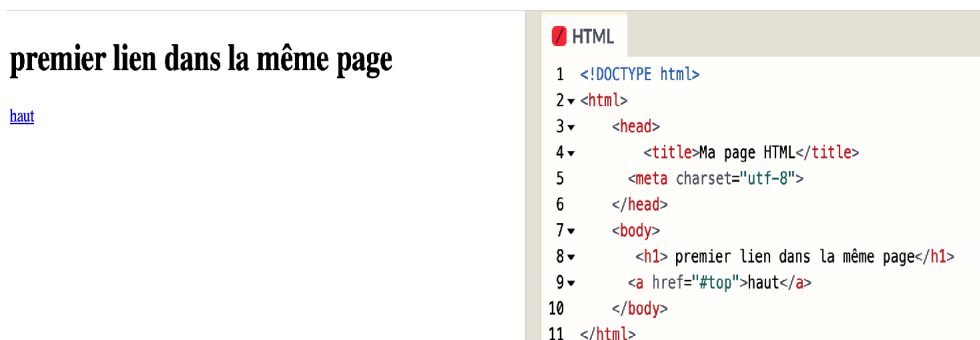 premier lien dans la même page
haut
/ HTML
1 <!DOCTYPE html>
2 <html>
3 <head>
4 <title>Ma page HTML</title>
5 <meta charset="utf-8">
6 </head>
7 <body>
8 <h1> premier lien dans la même page</h1>
9 <a href="#top">haut</a>
10 </body>
11 </html>